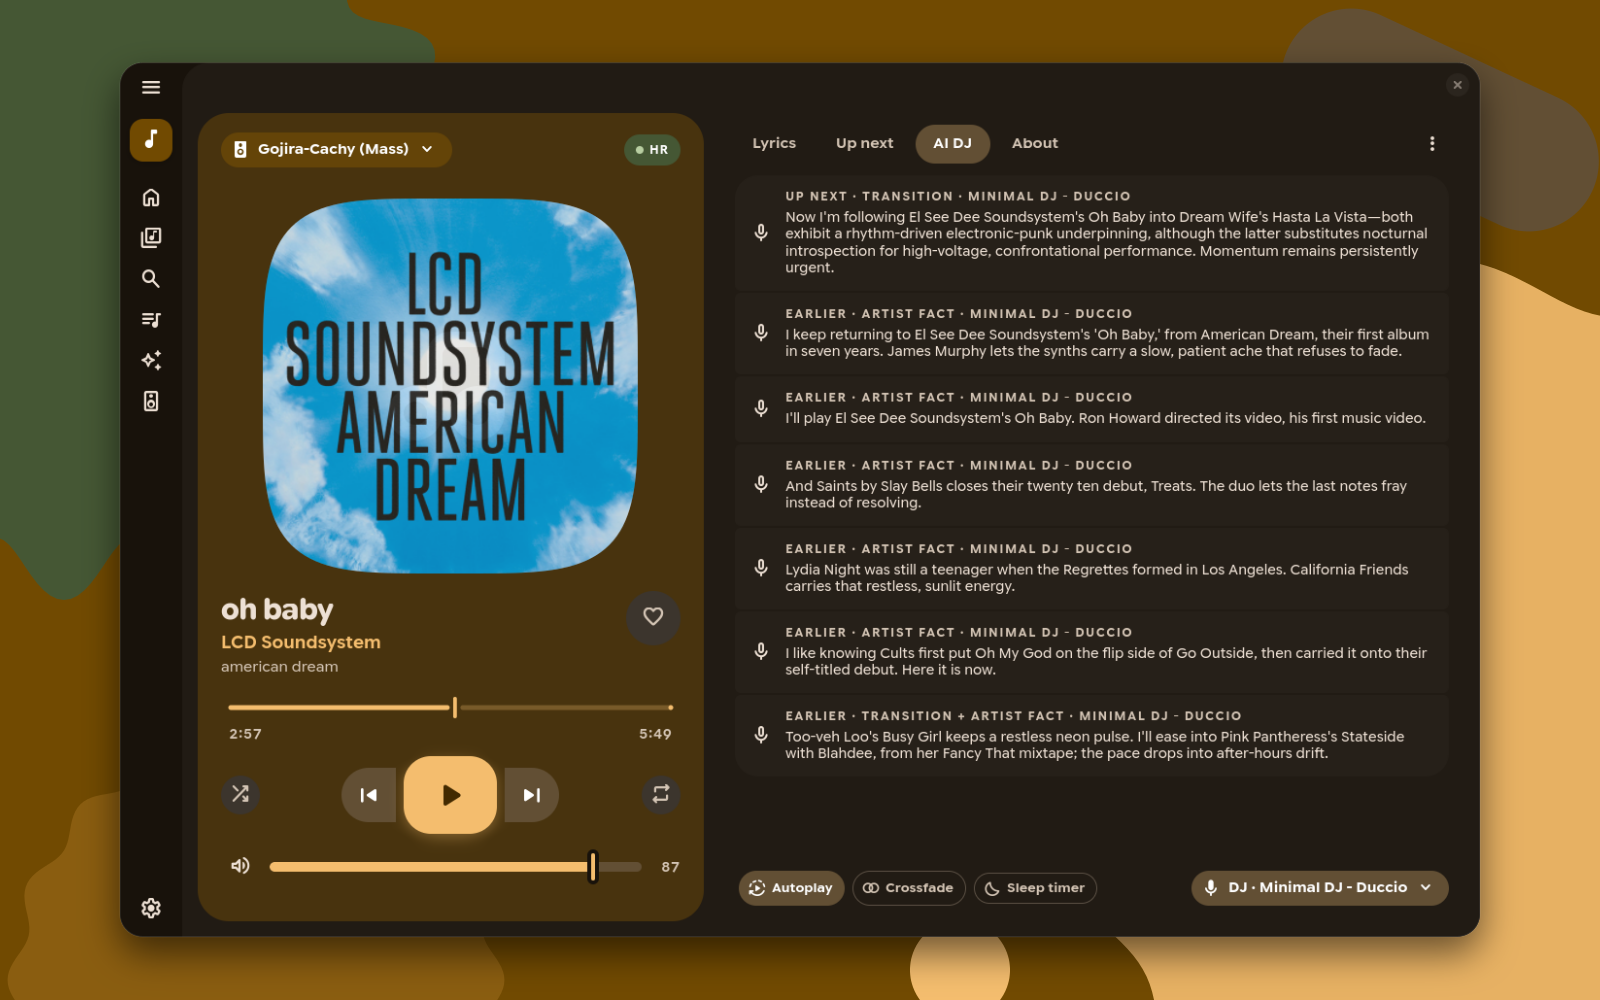 Gojira-Cachy (Mass)
HR
LCD
SOUNDSYSTEM
AMERICAN
DREAM
oh baby
LCD Soundsystem
american dream
2:57
5:49
87
Lyrics
Up next
AI DJ
About
UP NEXT · TRANSITION · MINIMAL DJ - DUCCIO
Now I'm following El See Dee Soundsystem's Oh Baby into Dream Wife's Hasta La Vista—both
exhibit a rhythm-driven electronic-punk underpinning, although the latter substitutes nocturnal
introspection for high-voltage, confrontational performance. Momentum remains persistently
urgent.
EARLIER · ARTIST FACT · MINIMAL DJ - DUCCIO
I keep returning to El See Dee Soundsystem's 'Oh Baby,' from American Dream, their first album
in seven years. James Murphy lets the synths carry a slow, patient ache that refuses to fade.
EARLIER · ARTIST FACT · MINIMAL DJ - DUCCIO
I'll play El See Dee Soundsystem's Oh Baby. Ron Howard directed its video, his first music video.
EARLIER · ARTIST FACT · MINIMAL DJ - DUCCIO
And Saints by Slay Bells closes their twenty ten debut, Treats. The duo lets the last notes fray
instead of resolving.
EARLIER · ARTIST FACT · MINIMAL DJ - DUCCIO
Lydia Night was still a teenager when the Regrettes formed in Los Angeles. California Friends
carries that restless, sunlit energy.
EARLIER · ARTIST FACT · MINIMAL DJ - DUCCIO
I like knowing Cults first put Oh My God on the flip side of Go Outside, then carried it onto their
self-titled debut. Here it is now.
EARLIER · TRANSITION + ARTIST FACT · MINIMAL DJ - DUCCIO
Too-veh Loo's Busy Girl keeps a restless neon pulse. I'll ease into Pink Pantheress's Stateside
with Blahdee, from her Fancy That mixtape; the pace drops into after-hours drift.
Autoplay
Crossfade
Sleep timer
DJ · Minimal DJ - Duccio